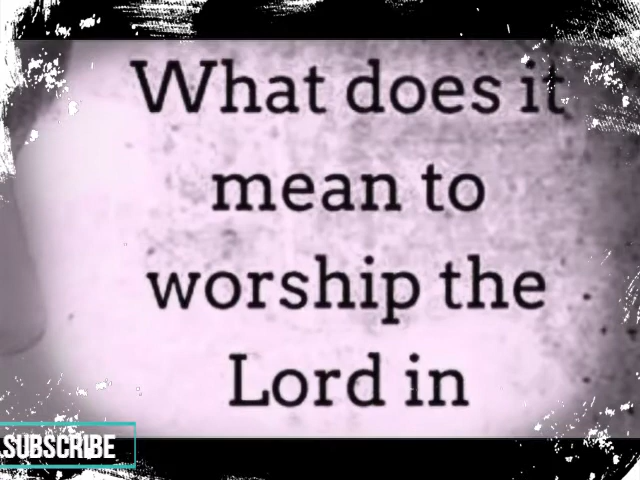 What does it
mean to
worship the
Lord in
SUBSCRIBE